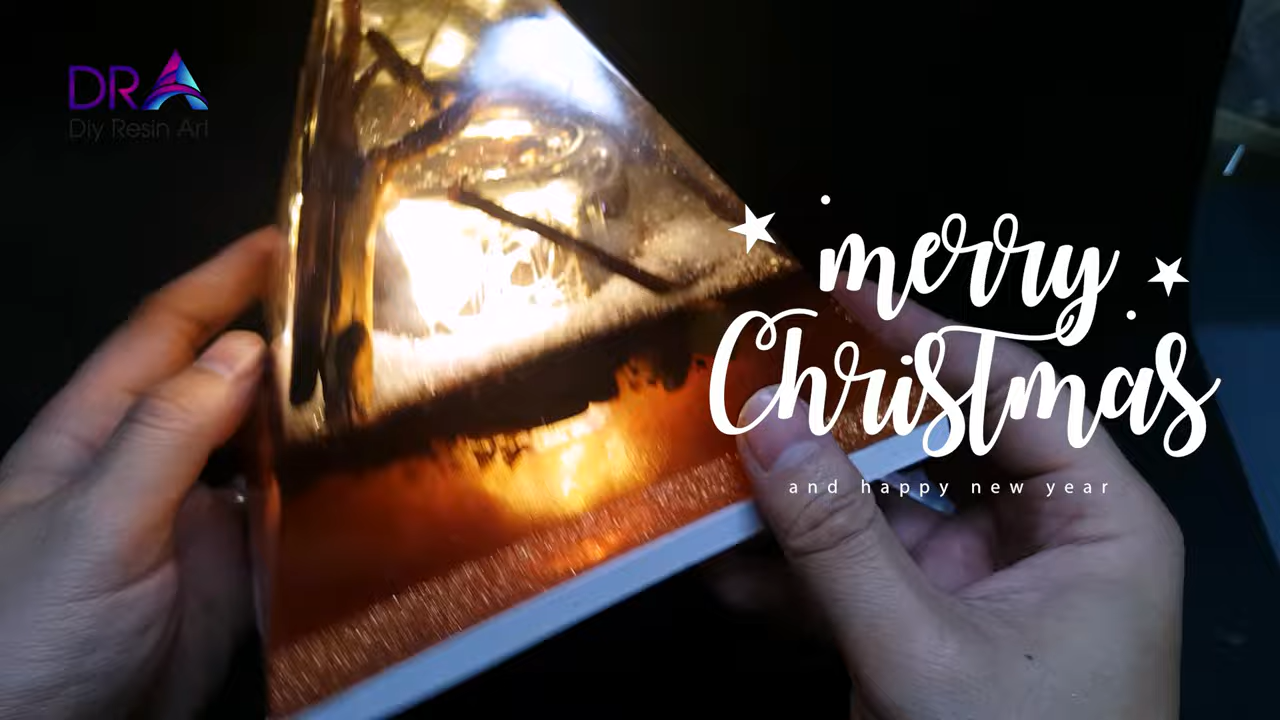 DRA
Diy Resin Art
merry
Christmas
and happy new year